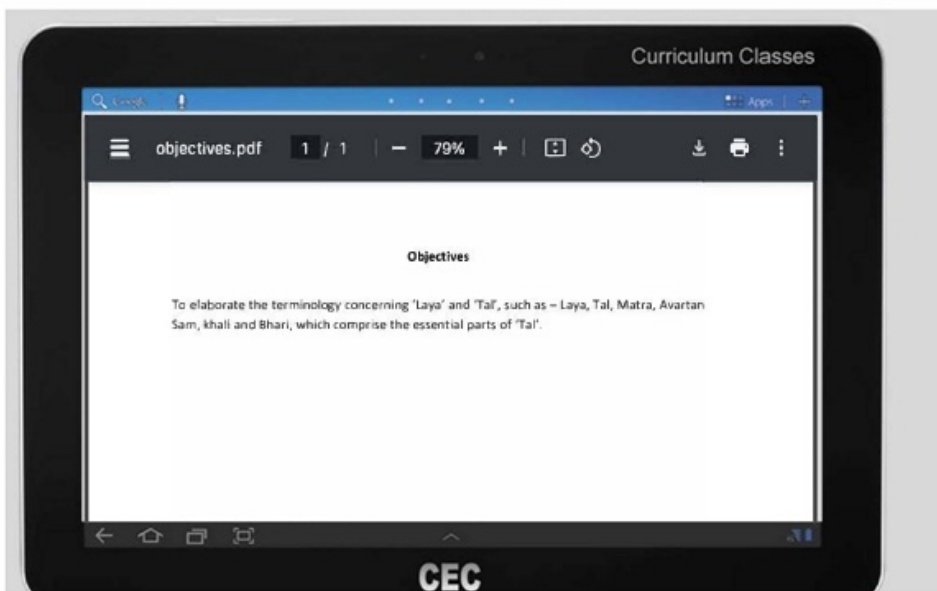 Curriculum Classes
Google
Apps
objectives.pdf 1 / 1 79%
Objectives
To elaborate the terminology concerning 'Laya' and 'Tal', such as – Laya, Tal, Matra, Avartan
Sam, khali and Bhari, which comprise the essential parts of 'Tal'.
CEC